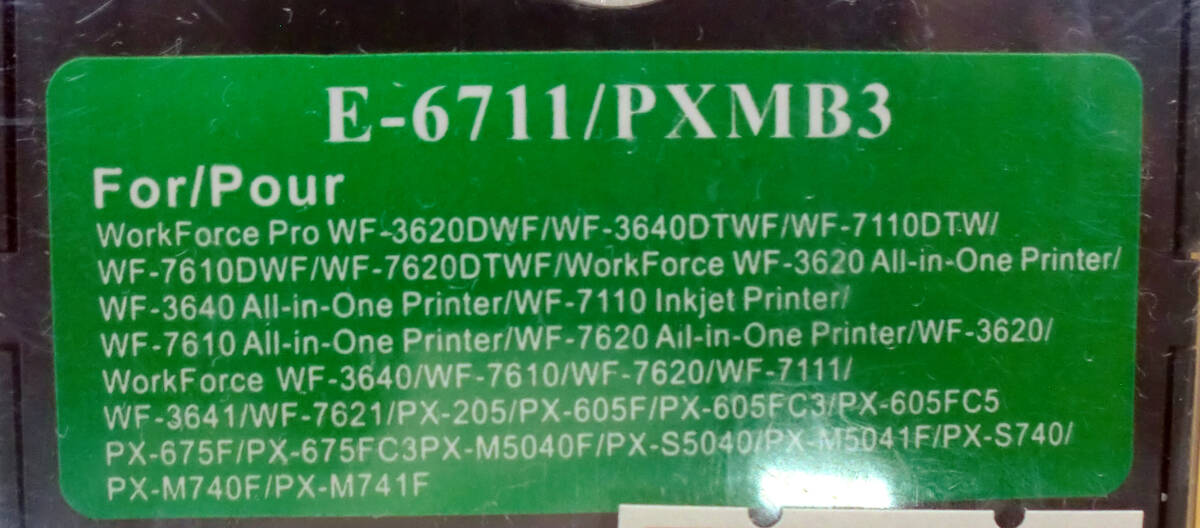 E-6711/PXMB3
For/Pour
WorkForce Pro WF-3620DWF/WF-3640DTWF/WF-7110DTW/
WF-7610DWF/WF-7620DTWF/WorkForce WF-3620 All-in-One Printer/
WF-3640 All-in-One Printer/WF-7110 Inkjet Printer/
WF-7610 All-in-One Printer/WF-7620 All-in-One Printer/WF-3620/
WorkForce WF-3640/WF-7610/WF-7620/WF-7111/
WF-3641/WF-7621/PX-205/PX-605F/PX-605FC3/PX-605FC5
PX-675F/PX-675FC3PX-M5040F/PX-S5040/PX-M5041F/PX-S740/
PX-M740F/PX-M741F